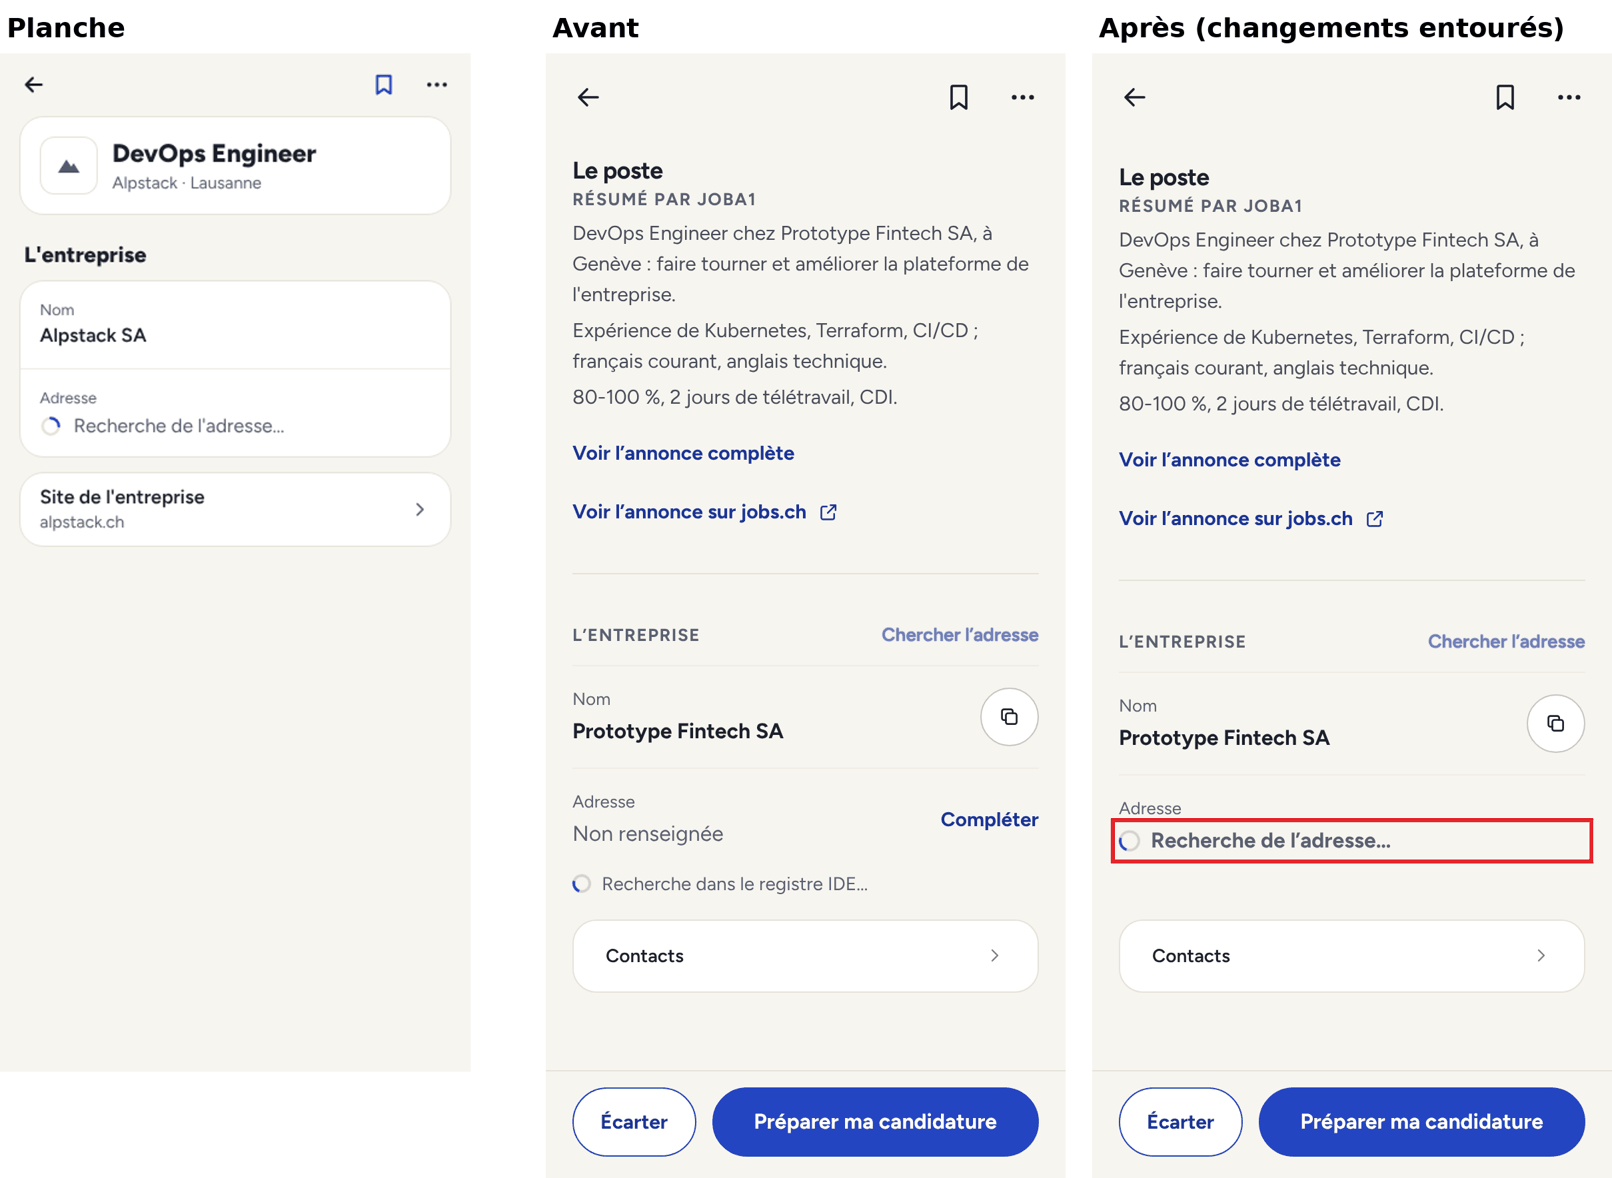 Planche
DevOps Engineer
Alpstack · Lausanne
L'entreprise
Nom
Alpstack SA
Adresse
Recherche de l'adresse...
Site de l'entreprise
alpstack.ch
Avant
Le poste
RÉSUMÉ PAR JOBA1
DevOps Engineer chez Prototype Fintech SA, à
Genève : faire tourner et améliorer la plateforme de
l'entreprise.
Expérience de Kubernetes, Terraform, CI/CD ;
français courant, anglais technique.
80-100 %, 2 jours de télétravail, CDI.
Voir l’annonce complète
Voir l’annonce sur jobs.ch
L’ENTREPRISE
Chercher l’adresse
Nom
Prototype Fintech SA
Adresse
Non renseignée
Compléter
Recherche dans le registre IDE…
Contacts
Écarter
Préparer ma candidature
Après (changements entourés)
Le poste
RÉSUMÉ PAR JOBA1
DevOps Engineer chez Prototype Fintech SA, à
Genève : faire tourner et améliorer la plateforme de
l'entreprise.
Expérience de Kubernetes, Terraform, CI/CD ;
français courant, anglais technique.
80-100 %, 2 jours de télétravail, CDI.
Voir l’annonce complète
Voir l’annonce sur jobs.ch
L’ENTREPRISE
Chercher l’adresse
Nom
Prototype Fintech SA
Adresse
Recherche de l’adresse…
Contacts
Écarter
Préparer ma candidature